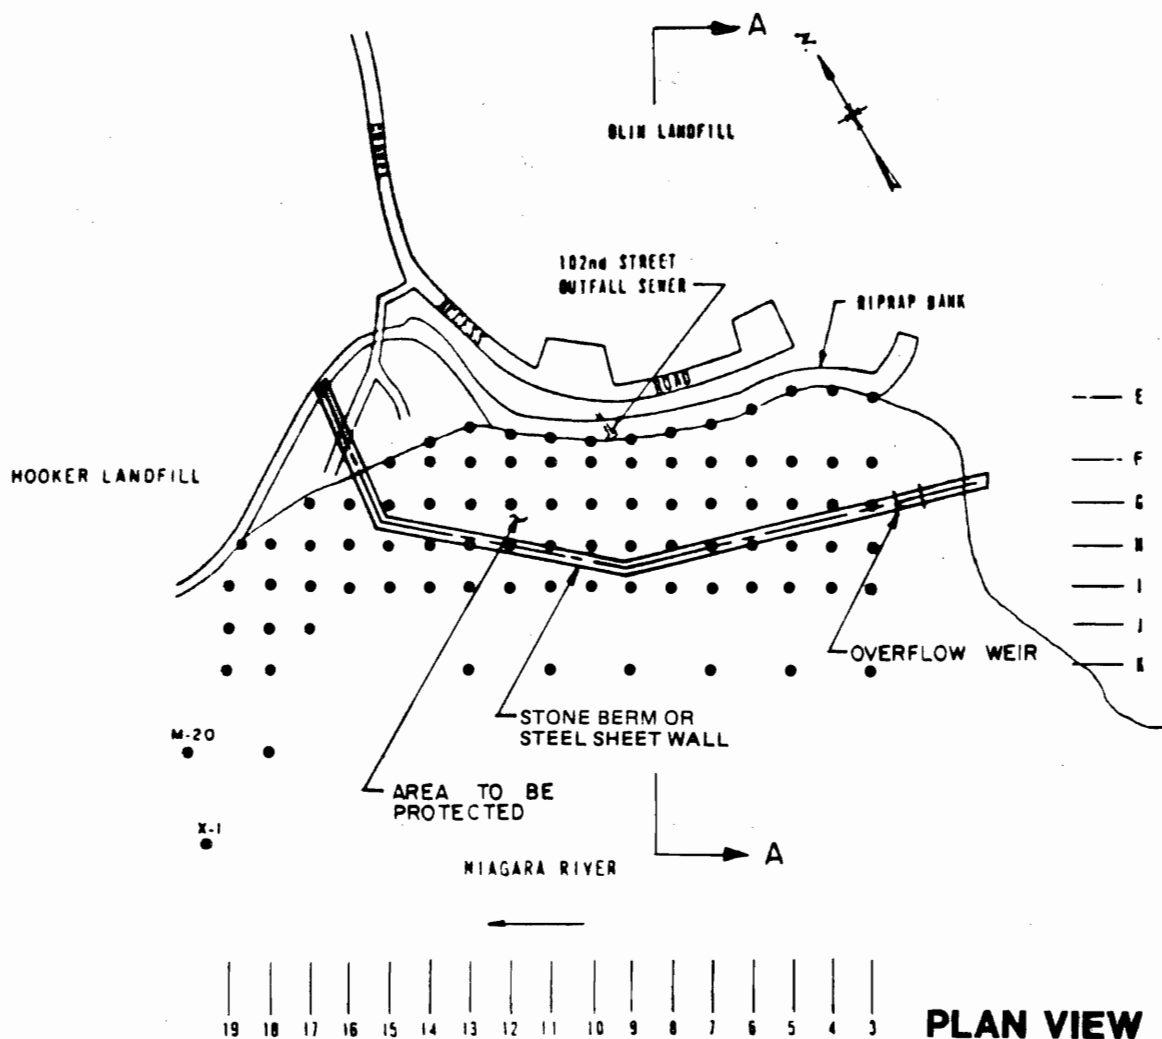 A
N
OLIN LANDFILL
102nd STREET
OUTFALL SEWER
RIPRAP BANK
ROAD
E
HOOKER LANDFILL
F
G
H
I
J
K
OVERFLOW WEIR
STONE BERM OR
STEEL SHEET WALL
M-20
AREA TO BE
PROTECTED
X-1
A
NIAGARA RIVER
19 18 17 16 15 14 13 12 11 10 9 8 7 6 5 4 3
PLAN VIEW